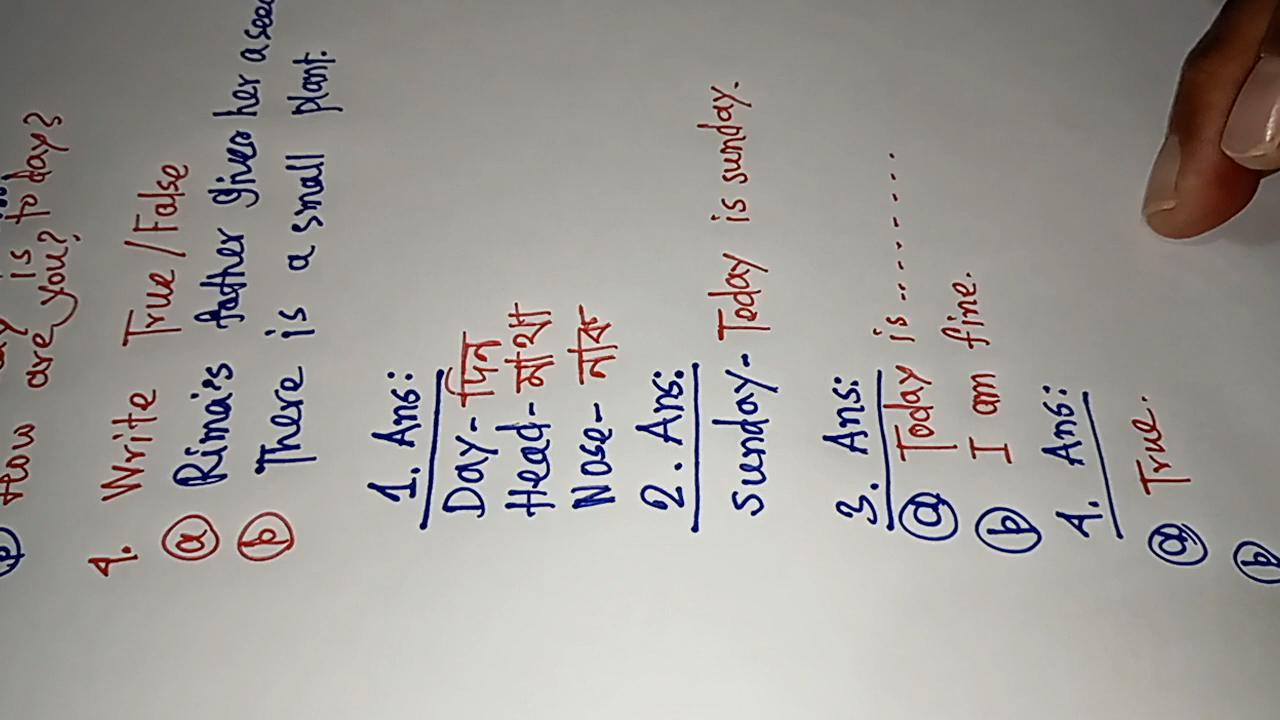 is today?
(b) How are you?
4. Write True/False
(a) Rima's father gives her a seed
(b) There is a small plant.
1. Ans:
Day- দিন
Head- মাথা
Nose- নাক
2. Ans:
Sunday- Today is sunday.
3. Ans:
(a) Today is.........
(b) I am fine.
4. Ans:
(a) True.
(b)